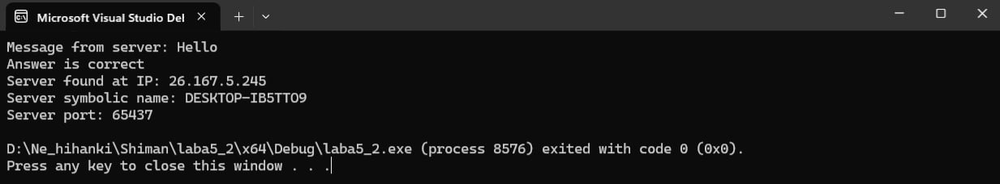 Microsoft Visual Studio Del
Message from server: Hello
Answer is correct
Server found at IP: 26.167.5.245
Server symbolic name: DESKTOP-IB5TTO9
Server port: 65437
D:\Ne_hihanki\Shiman\laba5_2\x64\Debug\laba5_2.exe (process 8576) exited with code 0 (0x0).
Press any key to close this window . . .